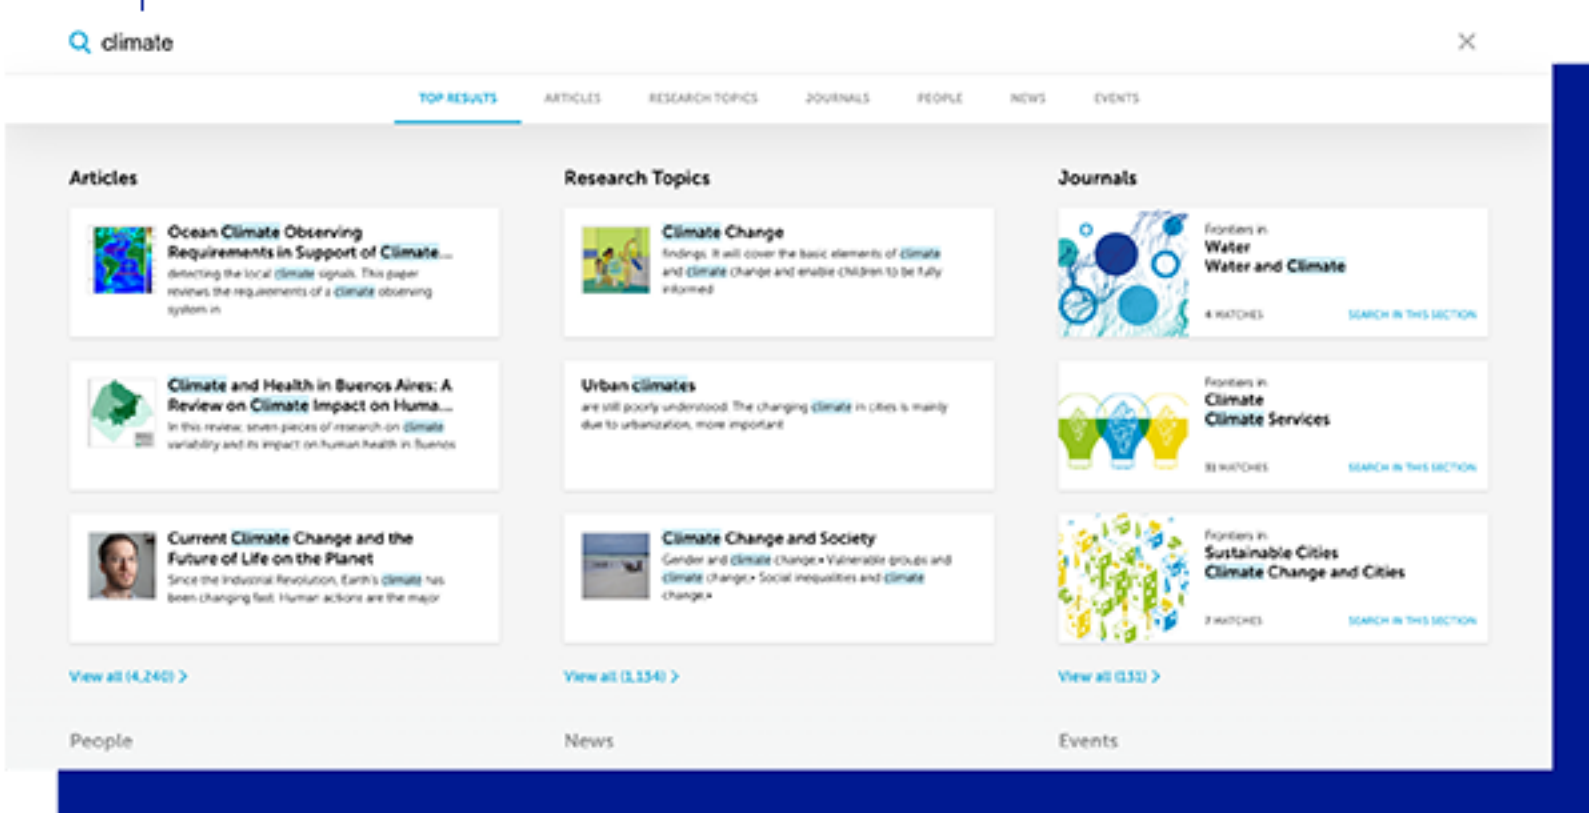 climate
TOP RESULTS
ARTICLES
RESEARCH TOPICS
JOURNALS
PEOPLE
NEWS
EVENTS
Articles
Ocean Climate Observing
Requirements in Support of Climate...
detecting the local climate signals. This paper
reviews the requirements of a climate observing
system in
Climate and Health in Buenos Aires: A
Review on Climate Impact on Huma...
In this review, seven pieces of research on climate
variability and its impact on human health in Buenos
Current Climate Change and the
Future of Life on the Planet
Since the Industrial Revolution, Earth's climate has
been changing fast. Human actions are the major
View all (4,240) >
Research Topics
Climate Change
findings. It will cover the basic elements of climate
and climate change and enable children to be fully
informed
Urban climates
are still poorly understood. The changing climate in cities is mainly
due to urbanization, more important
Climate Change and Society
Gender and climate change,• Vulnerable groups and
climate change,• Social inequalities and climate
change,•
View all (1,134) >
Journals
Frontiers in
Water
Water and Climate
4 MATCHES
SEARCH IN THIS SECTION
Frontiers in
Climate
Climate Services
MATCHES
SEARCH IN THIS SECTION
Frontiers in
Sustainable Cities
Climate Change and Cities
7 MATCHES
SEARCH IN THIS SECTION
View all (131) >
People
News
Events